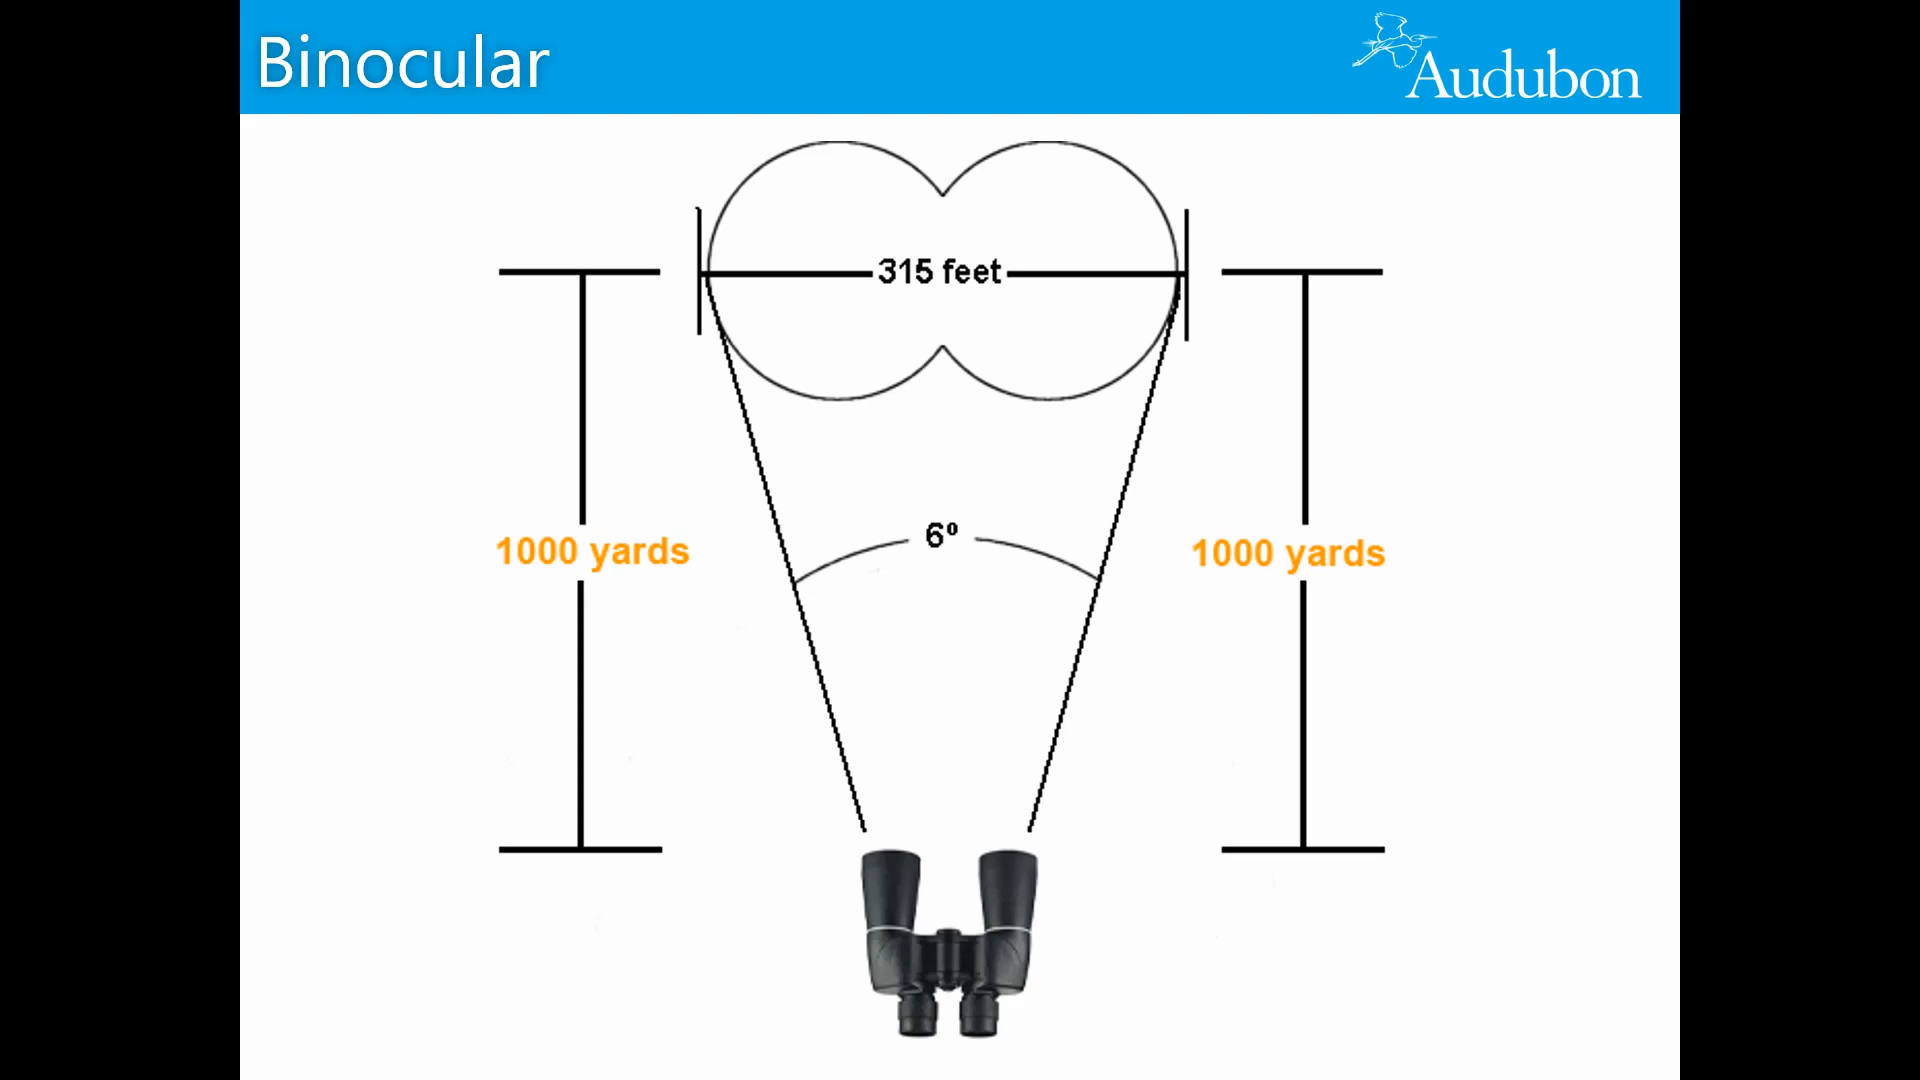 Binocular
Audubon
315 feet
6º
1000 yards
1000 yards